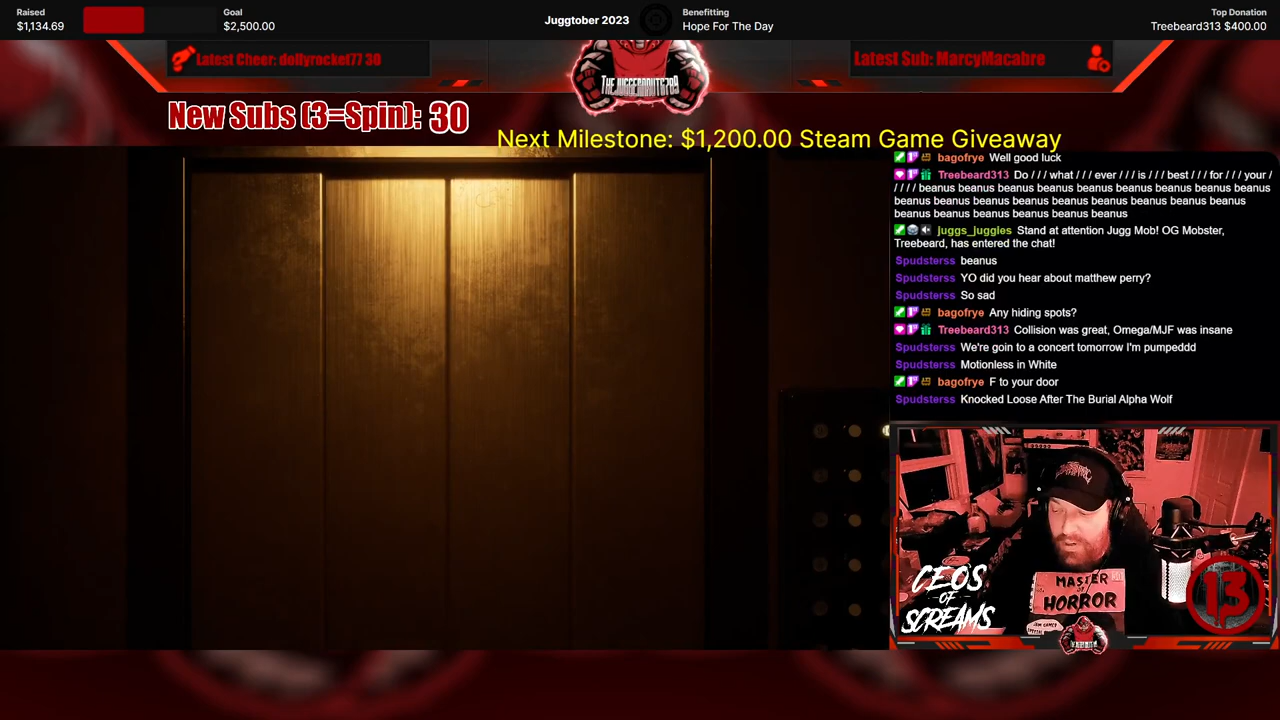 Raised
$1,134.69
Goal
$2,500.00
Juggtober 2023
Benefitting
Hope For The Day
Top Donation
Treebeard313 $400.00
Latest Cheer: dollyrocket77 30
THEJUGGERNAUT6789
Latest Sub: MarcyMacabre
New Subs (3=Spin): 30
Next Milestone: $1,200.00 Steam Game Giveaway
bagofrye Well good luck
Treebeard313 Do / / / what / / / ever / / / is / / / best / / / for / / / your /
/ / / / beanus beanus beanus beanus beanus beanus beanus beanus
beanus beanus beanus beanus beanus beanus beanus beanus beanus
beanus beanus beanus beanus beanus beanus
juggs_juggles Stand at attention Jugg Mob! OG Mobster,
Treebeard, has entered the chat!
Spudsterss beanus
Spudsterss YO did you hear about matthew perry?
Spudsterss So sad
bagofrye Any hiding spots?
Treebeard313 Collision was great, Omega/MJF was insane
Spudsterss We're goin to a concert tomorrow I'm pumpeddd
Spudsterss Motionless in White
bagofrye F to your door
Spudsterss Knocked Loose After The Burial Alpha Wolf
CEOS
OF
SCREAMS
MASTER
HORROR
13